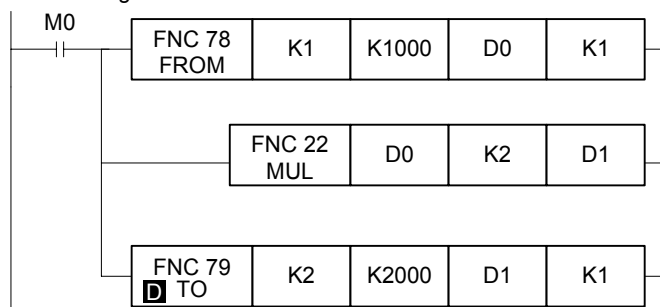 M0
FNC 78
FROM
K1
K1000
D0
K1
FNC 22
MUL
D0
K2
D1
FNC 79
D TO
K2
K2000
D1
K1